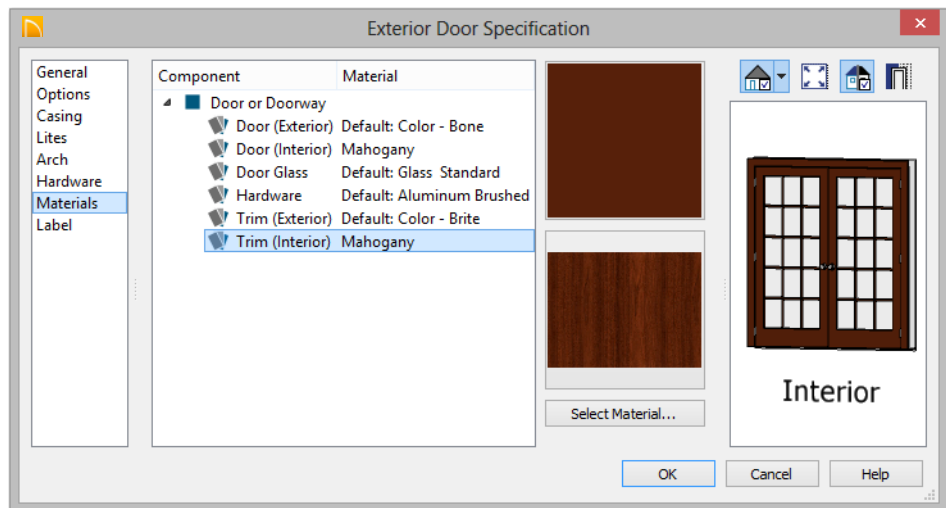 Exterior Door Specification
General
Options
Casing
Lites
Arch
Hardware
Materials
Label
Component Material
Door or Doorway
Door (Exterior) Default: Color - Bone
Door (Interior) Mahogany
Door Glass Default: Glass Standard
Hardware Default: Aluminum Brushed
Trim (Exterior) Default: Color - Brite
Trim (Interior) Mahogany
Select Material...
Interior
OK Cancel Help